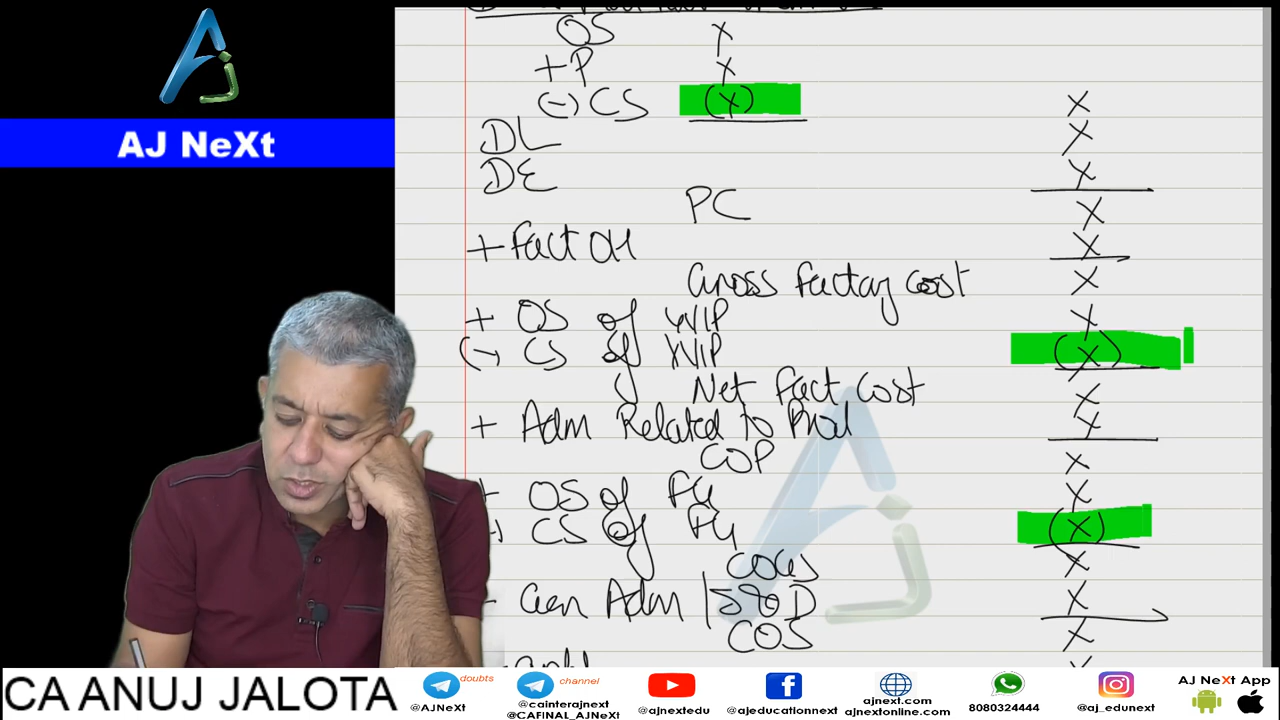 AJ NeXt
OS X
+ P X
(-) CS (X) X
DL X
DE X
PC X
+ Fact OH X
Gross Factory Cost X
+ OS of WIP X
(-) CS of WIP (X)
Net Fact Cost X
+ Adm Related to Prod X
COP X
+ OS of FG X
-) CS of FG (X)
COGS X
- Gen Adm | S&D X
COS X
CA ANUJ JALOTA
doubts
@AJNeXt
channel
@cainterajnext
@CAFINAL_AJNeXt
@ajnextedu
@ajeducationnext
ajnext.com
ajnextonline.com
8080324444
@aj_edunext
AJ NeXt App